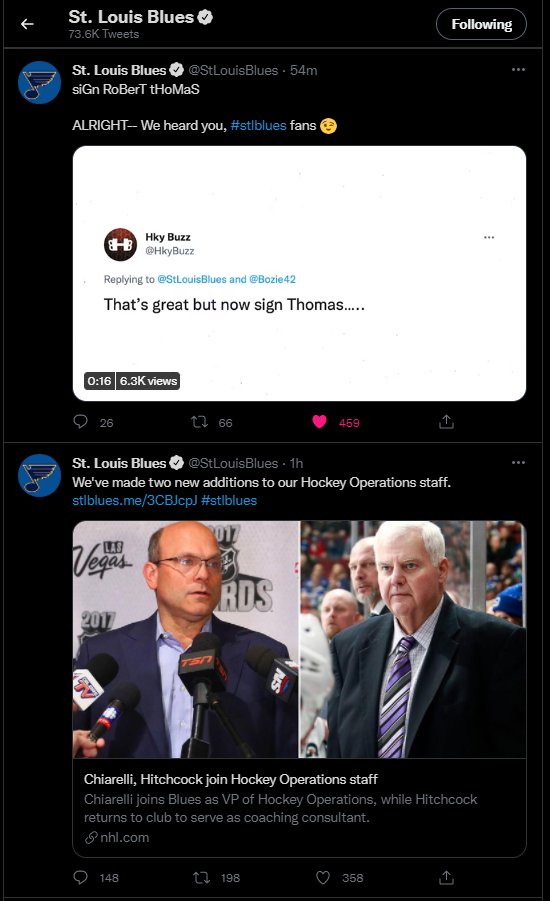 St. Louis Blues
73.6K Tweets
Following
St. Louis Blues @StLouisBlues · 54m
siGn RoBerT tHoMaS
ALRIGHT-- We heard you, #stlblues fans 😉
Hky Buzz
@HkyBuzz
Replying to @StLouisBlues and @Bozie42
That's great but now sign Thomas.....
0:16 6.3K views
26 66 459
St. Louis Blues @StLouisBlues · 1h
We've made two new additions to our Hockey Operations staff.
stlblues.me/3CBJcpJ #stlblues
LAS
Vegas
2017
RDS
2017
TSN
SN
Chiarelli, Hitchcock join Hockey Operations staff
Chiarelli joins Blues as VP of Hockey Operations, while Hitchcock
returns to club to serve as coaching consultant.
nhl.com
148 198 358